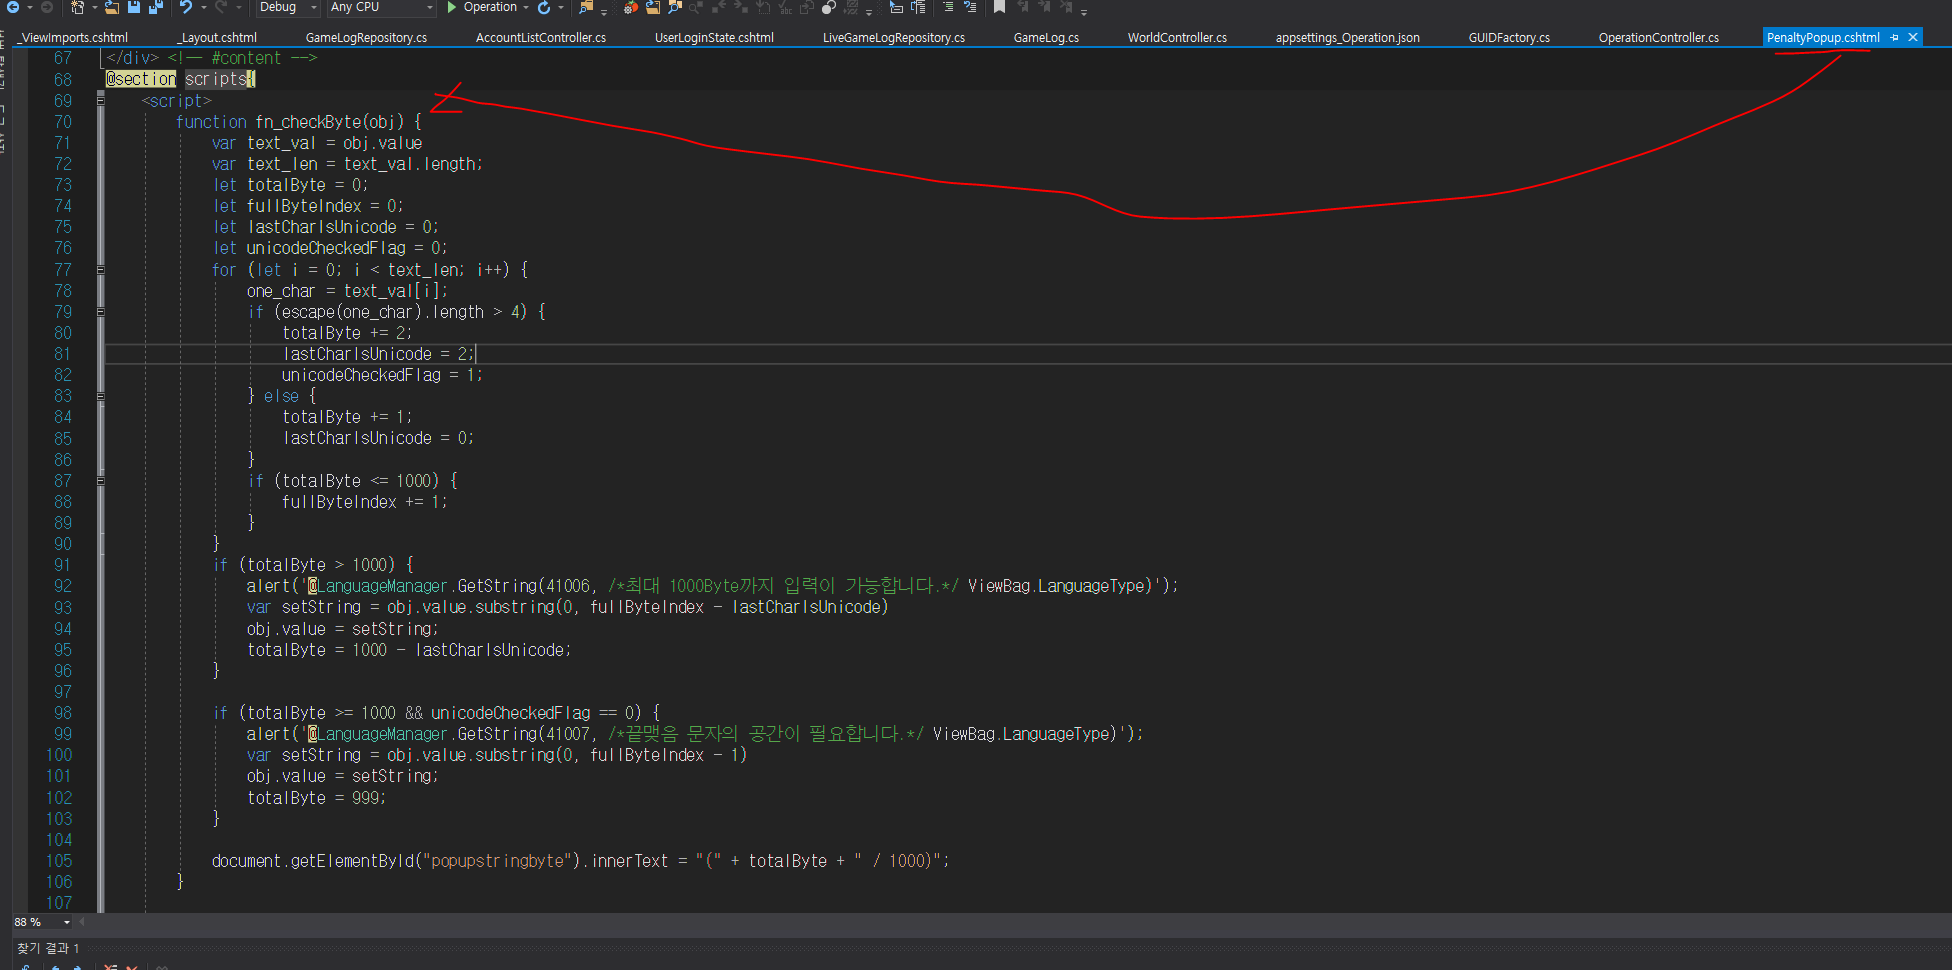 Debug Any CPU Operation
_ViewImports.cshtml _Layout.cshtml GameLogRepository.cs AccountListController.cs UserLoginState.cshtml LiveGameLogRepository.cs GameLog.cs WorldController.cs appsettings_Operation.json GUIDFactory.cs OperationController.cs PenaltyPopup.cshtml
67 </div> <!-- #content -->
68 @section scripts{
69 <script>
70 function fn_checkByte(obj) {
71 var text_val = obj.value
72 var text_len = text_val.length;
73 let totalByte = 0;
74 let fullByteIndex = 0;
75 let lastCharIsUnicode = 0;
76 let unicodeCheckedFlag = 0;
77 for (let i = 0; i < text_len; i++) {
78 one_char = text_val[i];
79 if (escape(one_char).length > 4) {
80 totalByte += 2;
81 lastCharIsUnicode = 2;
82 unicodeCheckedFlag = 1;
83 } else {
84 totalByte += 1;
85 lastCharIsUnicode = 0;
86 }
87 if (totalByte <= 1000) {
88 fullByteIndex += 1;
89 }
90 }
91 if (totalByte > 1000) {
92 alert('@LanguageManager.GetString(41006, /*최대 1000Byte까지 입력이 가능합니다.*/ ViewBag.LanguageType)');
93 var setString = obj.value.substring(0, fullByteIndex - lastCharIsUnicode)
94 obj.value = setString;
95 totalByte = 1000 - lastCharIsUnicode;
96 }
97
98 if (totalByte >= 1000 && unicodeCheckedFlag == 0) {
99 alert('@LanguageManager.GetString(41007, /*끝맺음 문자의 공간이 필요합니다.*/ ViewBag.LanguageType)');
100 var setString = obj.value.substring(0, fullByteIndex - 1)
101 obj.value = setString;
102 totalByte = 999;
103 }
104
105 document.getElementById("popupstringbyte").innerText = "(" + totalByte + " / 1000)";
106 }
107
88 %
찾기 결과 1